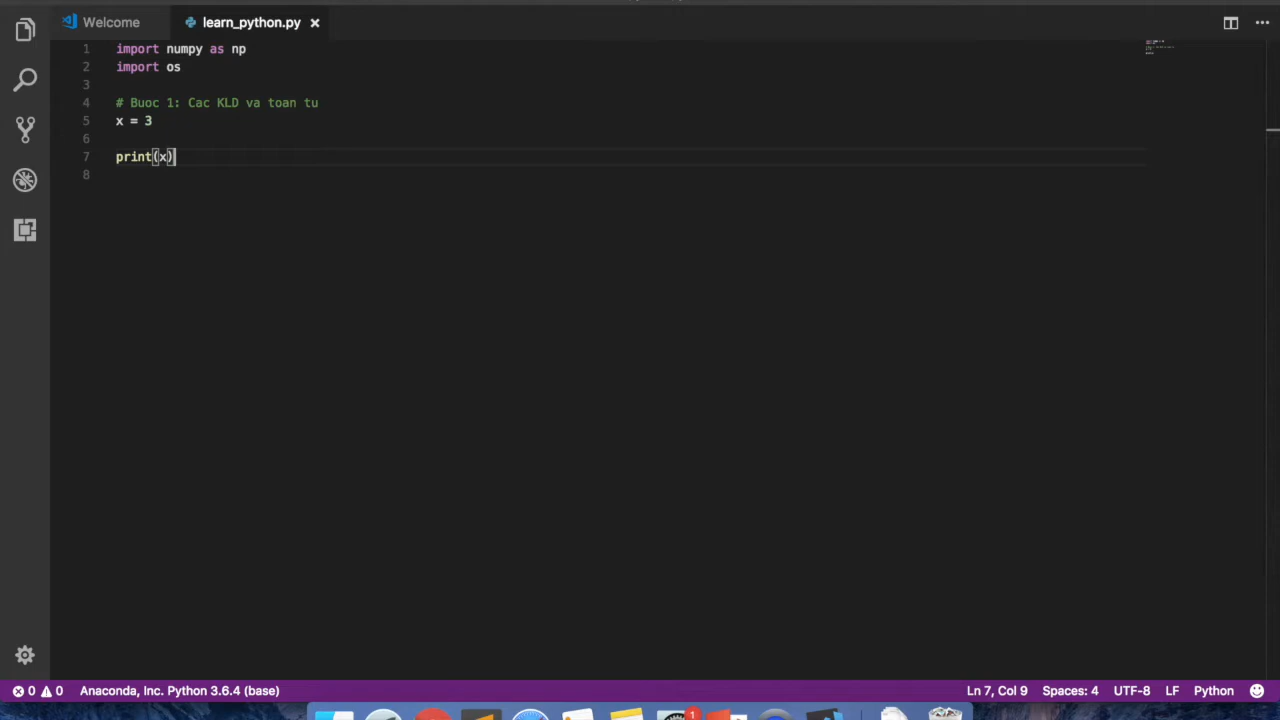 Welcome learn_python.py
1 import numpy as np
2 import os
3
4 # Buoc 1: Cac KLD va toan tu
5 x = 3
6
7 print(x)
8
0 0 Anaconda, Inc. Python 3.6.4 (base) Ln 7, Col 9 Spaces: 4 UTF-8 LF Python
1